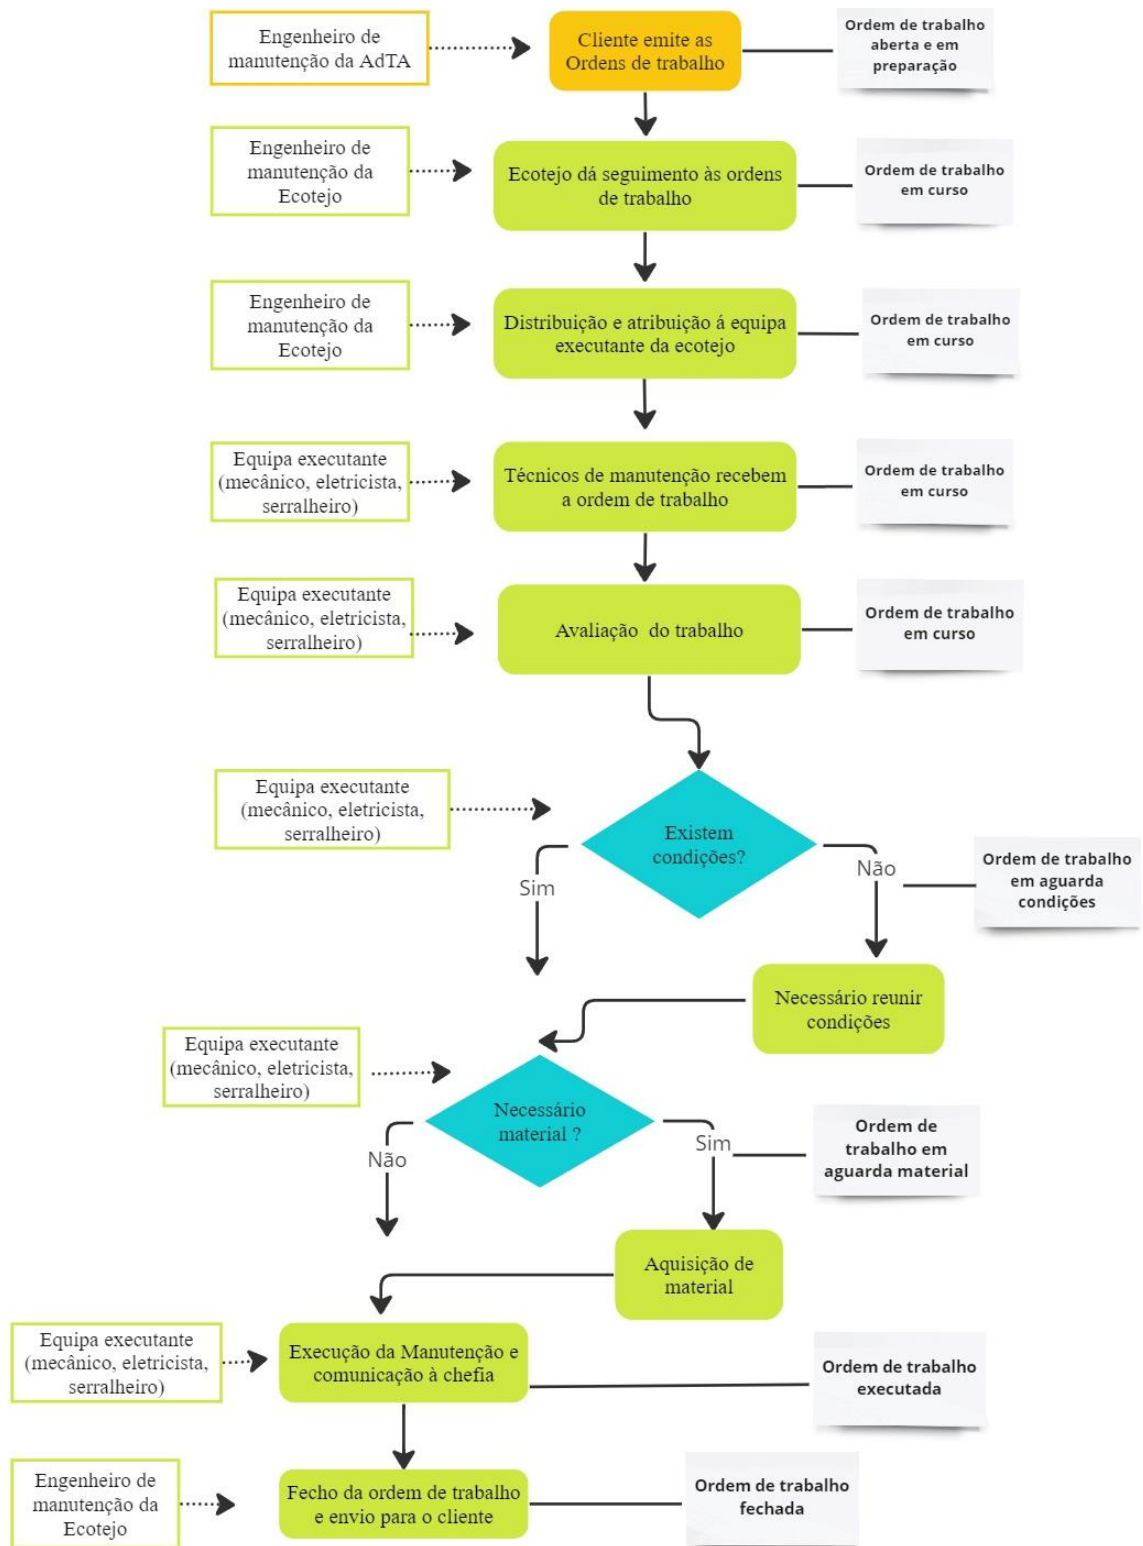 Engenheiro de
manutenção da AdTA
Cliente emite as
Ordens de trabalho
Ordem de trabalho
aberta e em
preparação
Engenheiro de
manutenção da
Ecotejo
Ecotejo dá seguimento às ordens
de trabalho
Ordem de trabalho
em curso
Engenheiro de
manutenção da
Ecotejo
Distribuição e atribuição á equipa
executante da ecotejo
Ordem de trabalho
em curso
Equipa executante
(mecânico, eletricista,
serralheiro)
Técnicos de manutenção recebem
a ordem de trabalho
Ordem de trabalho
em curso
Equipa executante
(mecânico, eletricista,
serralheiro)
Avaliação do trabalho
Ordem de trabalho
em curso
Equipa executante
(mecânico, eletricista,
serralheiro)
Existem
condições?
Sim
Não
Ordem de trabalho
em aguarda
condições
Necessário reunir
condições
Equipa executante
(mecânico, eletricista,
serralheiro)
Necessário
material ?
Não
Sim
Ordem de
trabalho em
aguarda material
Aquisição de
material
Equipa executante
(mecânico, eletricista,
serralheiro)
Execução da Manutenção e
comunicação à chefia
Ordem de trabalho
executada
Engenheiro de
manutenção da
Ecotejo
Fecho da ordem de trabalho
e envio para o cliente
Ordem de trabalho
fechada